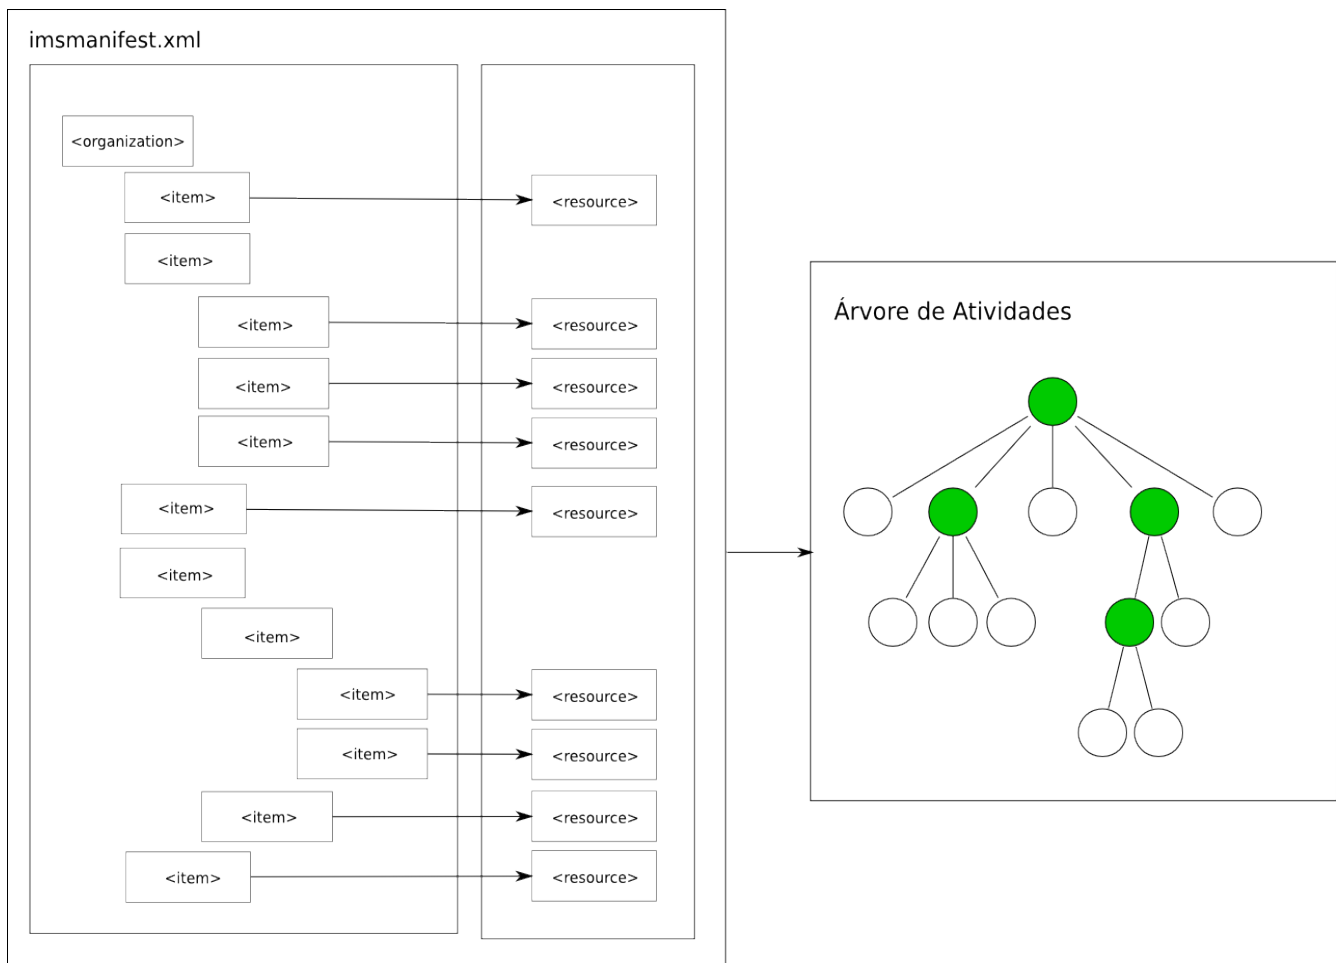 imsmanifest.xml
<organization>
<item>
<resource>
<item>
<item>
<resource>
<item>
<resource>
<item>
<resource>
<item>
<resource>
<item>
<item>
<item>
<resource>
<item>
<resource>
<item>
<resource>
<item>
<resource>
Árvore de Atividades